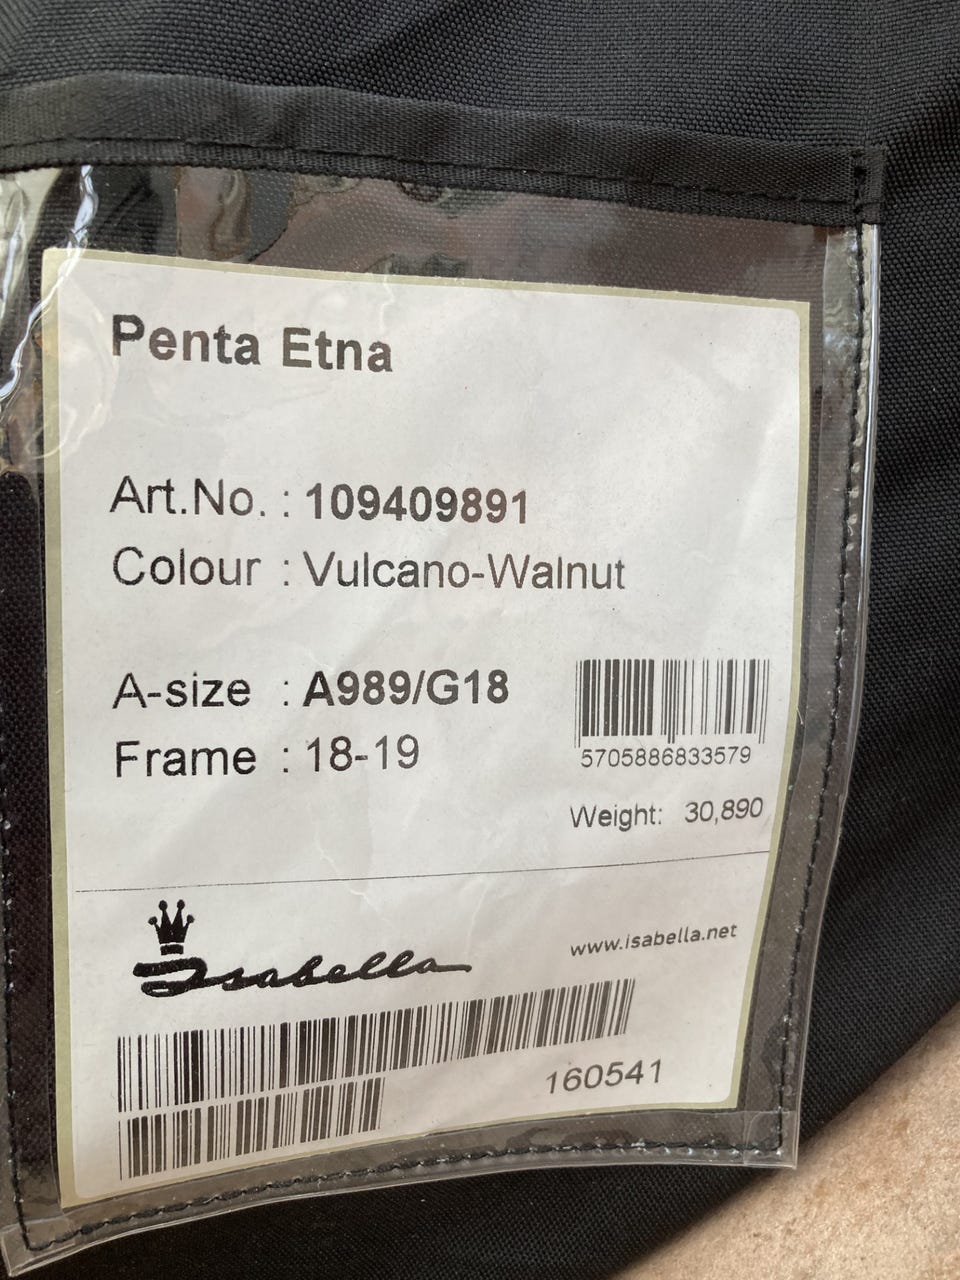 Penta Etna
Art.No. : 109409891
Colour : Vulcano-Walnut
A-size : A989/G18
Frame : 18-19
5705886833579
Weight: 30,890
Isabella
www.isabella.net
160541